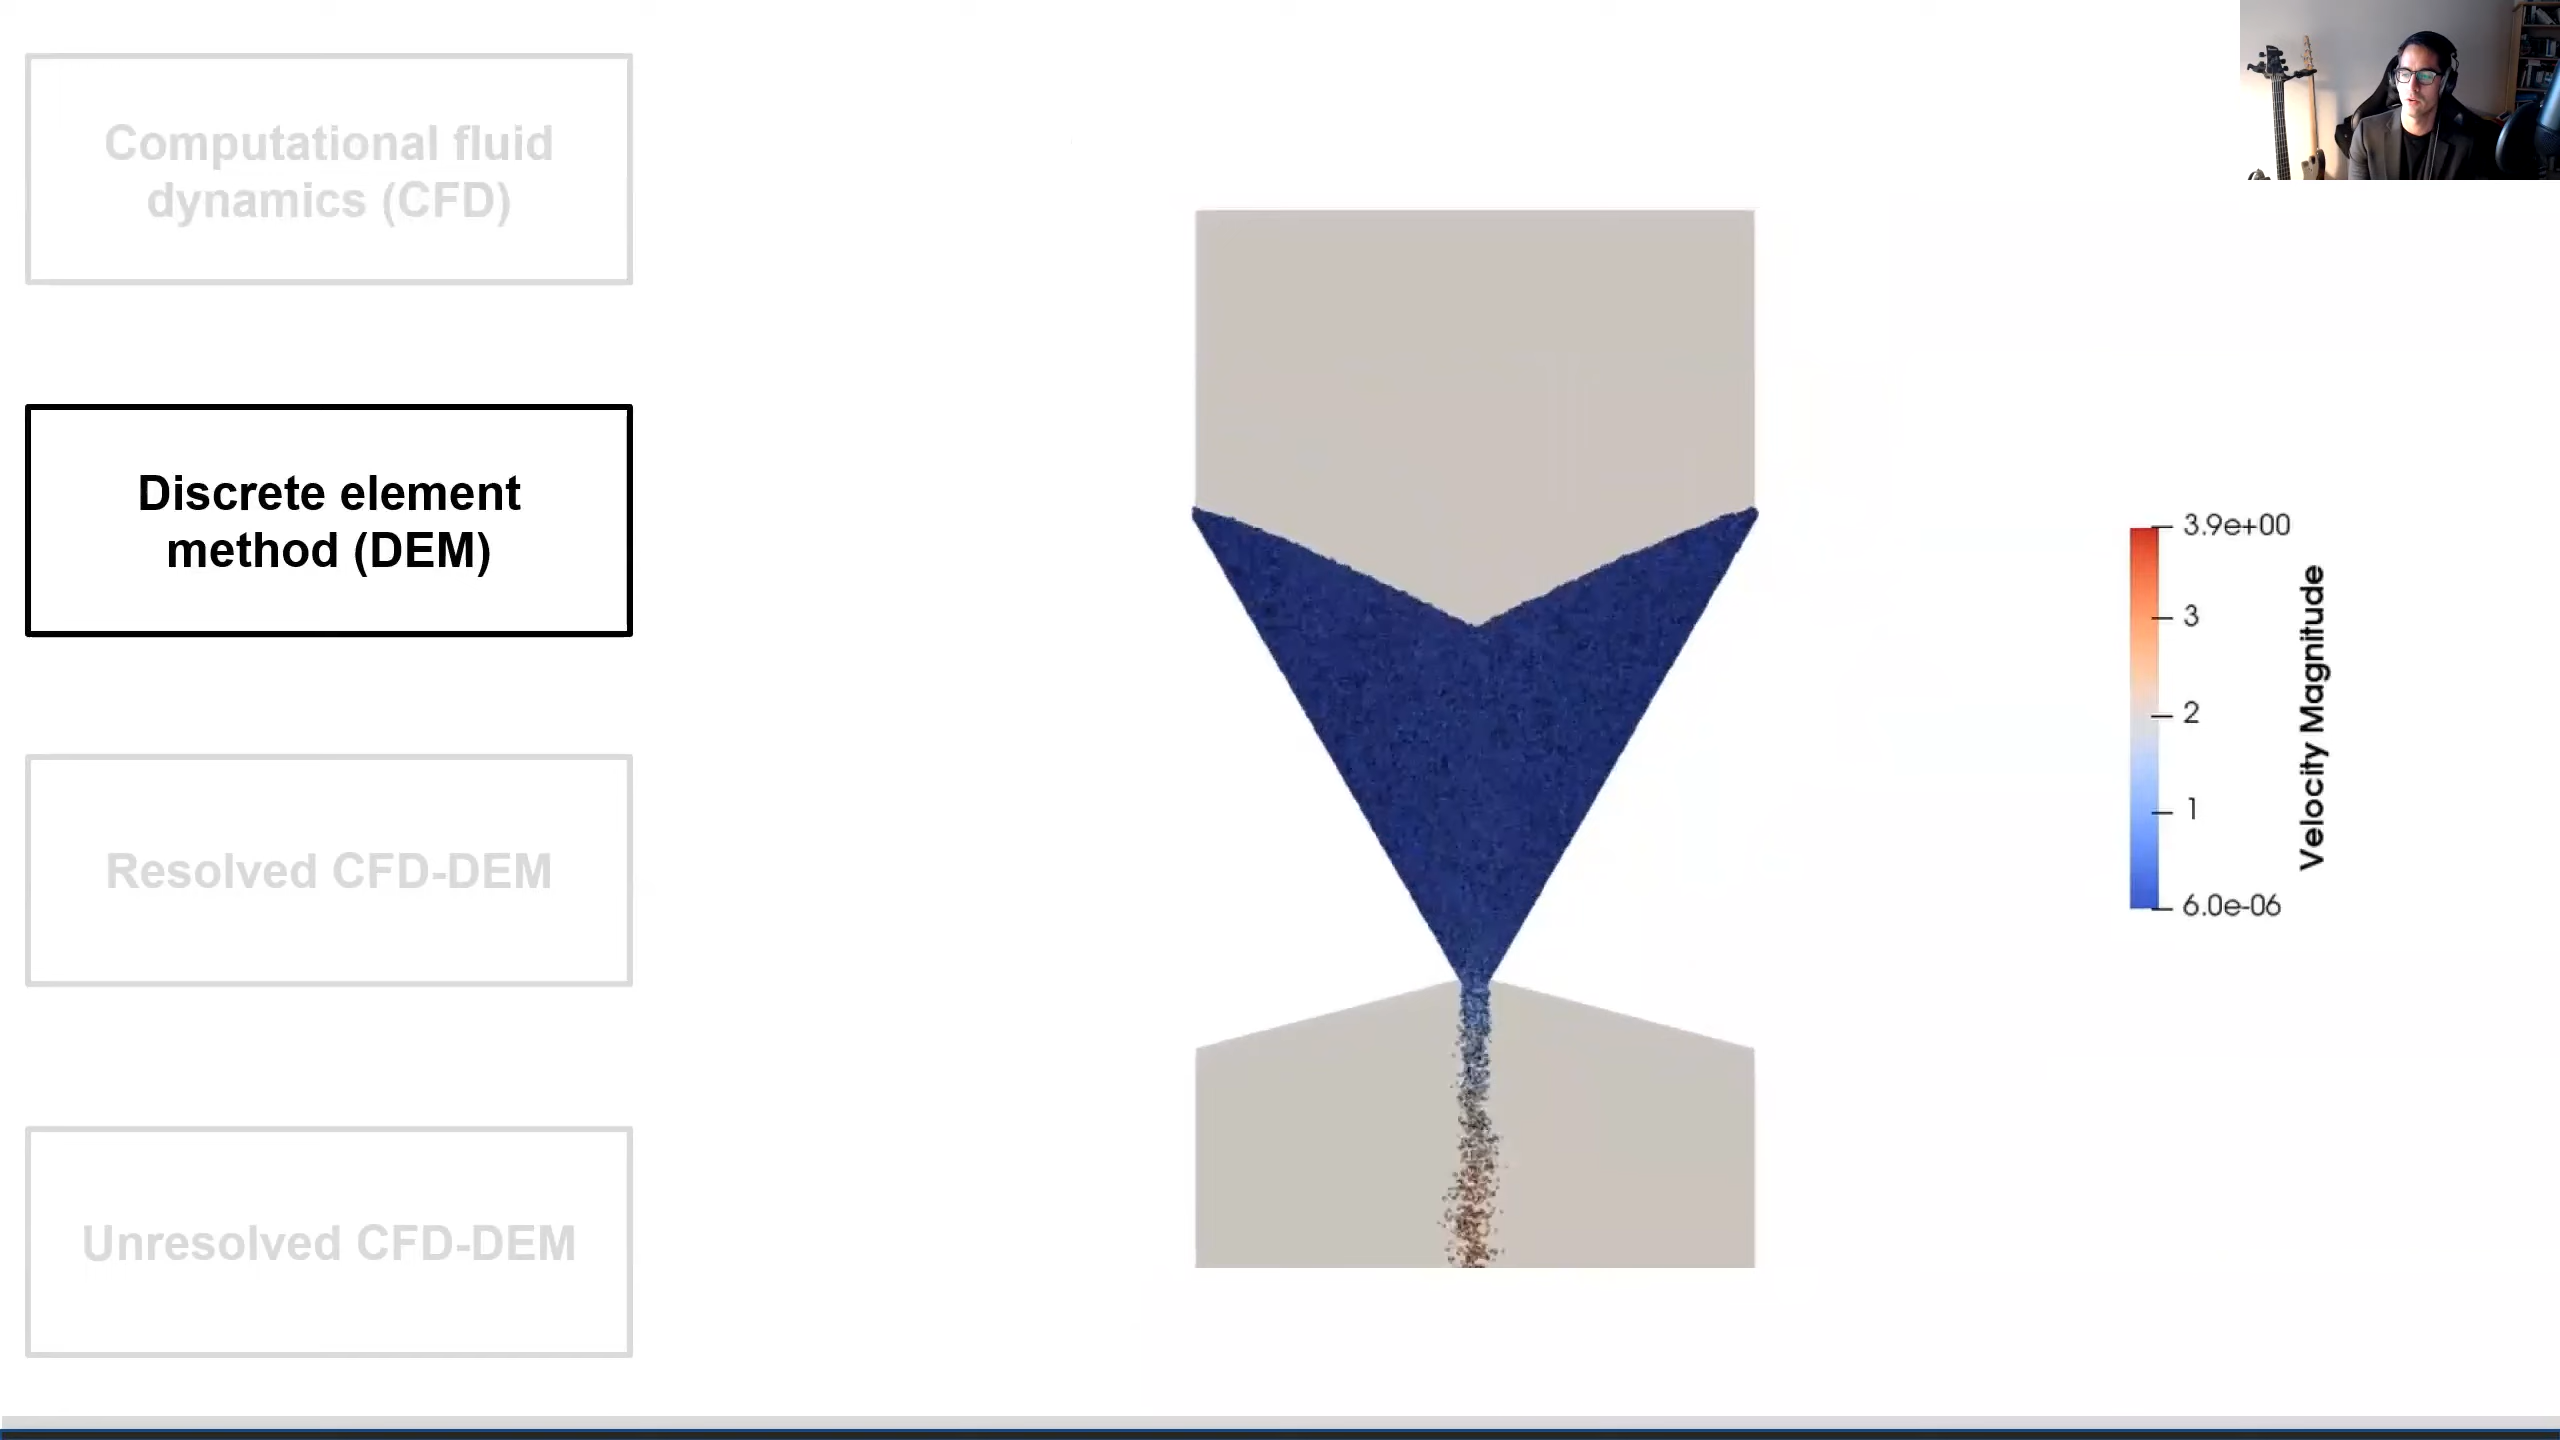 Computational fluid
dynamics (CFD)
Discrete element
method (DEM)
Resolved CFD-DEM
Unresolved CFD-DEM
3.9e+00
3
2
1
6.0e-06
Velocity Magnitude